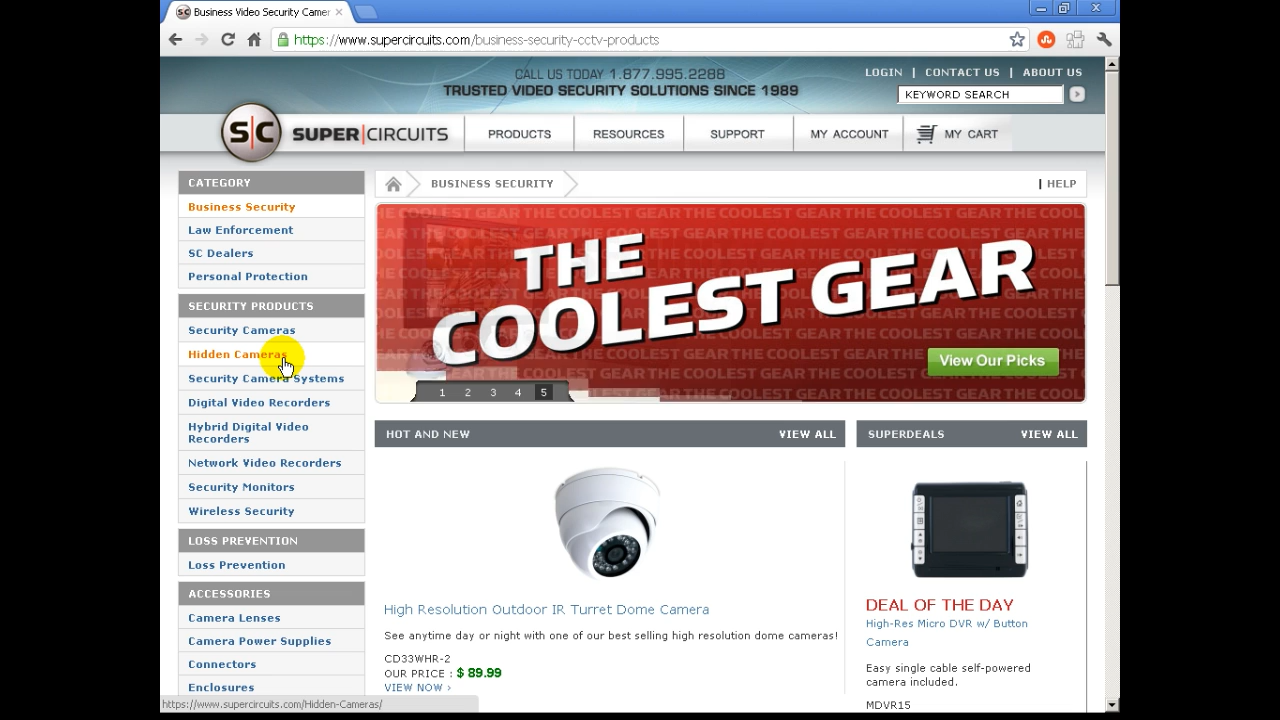 Business Video Security Camer
https://www.supercircuits.com/business-security-cctv-products
CALL US TODAY 1.877.995.2288
TRUSTED VIDEO SECURITY SOLUTIONS SINCE 1989
LOGIN | CONTACT US | ABOUT US
KEYWORD SEARCH
S|C SUPER|CIRCUITS
PRODUCTS
RESOURCES
SUPPORT
MY ACCOUNT
MY CART
CATEGORY
Business Security
Law Enforcement
SC Dealers
Personal Protection
SECURITY PRODUCTS
Security Cameras
Hidden Cameras
Security Camera Systems
Digital Video Recorders
Hybrid Digital Video
Recorders
Network Video Recorders
Security Monitors
Wireless Security
LOSS PREVENTION
Loss Prevention
ACCESSORIES
Camera Lenses
Camera Power Supplies
Connectors
Enclosures
BUSINESS SECURITY
HELP
THE
COOLEST GEAR
View Our Picks
1 2 3 4 5
HOT AND NEW VIEW ALL
High Resolution Outdoor IR Turret Dome Camera
See anytime day or night with one of our best selling high resolution dome cameras!
CD33WHR-2
OUR PRICE : $ 89.99
VIEW NOW ›
SUPERDEALS VIEW ALL
DEAL OF THE DAY
High-Res Micro DVR w/ Button
Camera
Easy single cable self-powered
camera included.
MDVR15
https://www.supercircuits.com/Hidden-Cameras/